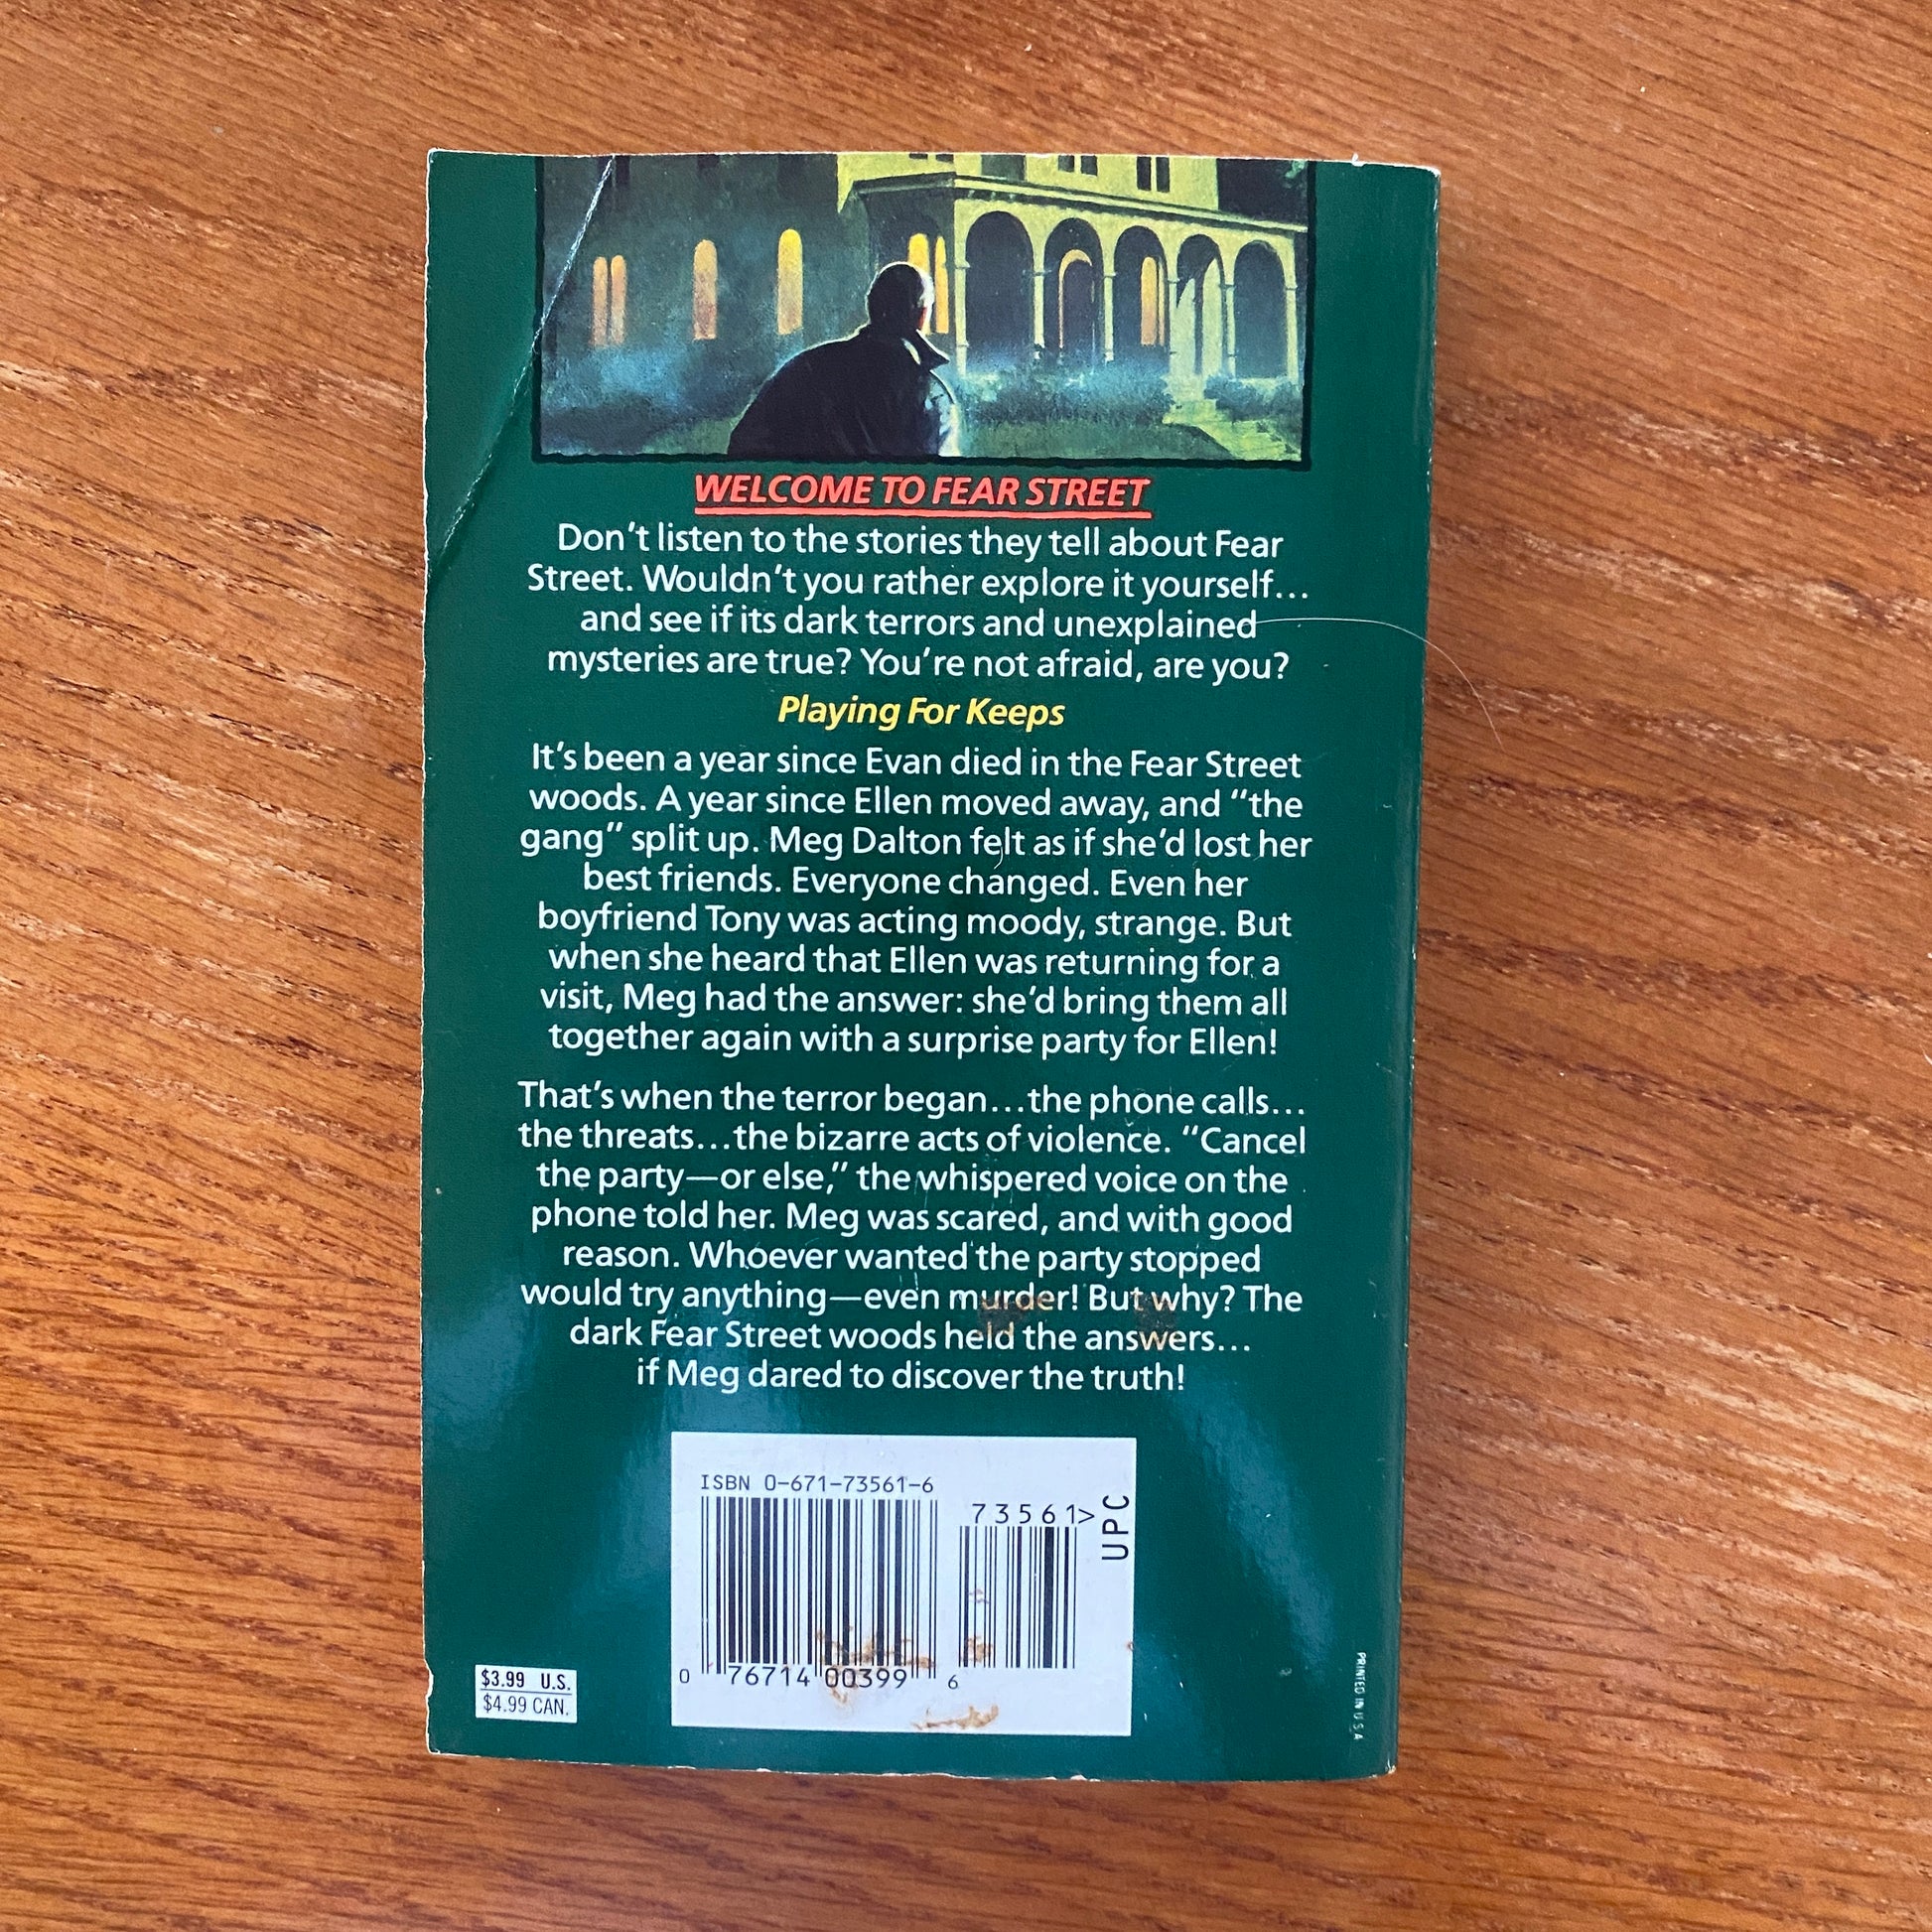 WELCOME TO FEAR STREET
Don't listen to the stories they tell about Fear
Street. Wouldn't you rather explore it yourself...
and see if its dark terrors and unexplained
mysteries are true? You're not afraid, are you?
Playing For Keeps
It's been a year since Evan died in the Fear Street
woods. A year since Ellen moved away, and “the
gang” split up. Meg Dalton felt as if she'd lost her
best friends. Everyone changed. Even her
boyfriend Tony was acting moody, strange. But
when she heard that Ellen was returning for a
visit, Meg had the answer: she'd bring them all
together again with a surprise party for Ellen!
That's when the terror began...the phone calls...
the threats...the bizarre acts of violence. “Cancel
the party—or else,” the whispered voice on the
phone told her. Meg was scared, and with good
reason. Whoever wanted the party stopped
would try anything—even murder! But why? The
dark Fear Street woods held the answers...
if Meg dared to discover the truth!
ISBN 0-671-73561-6
73561>
UPC
0 76714 00399 6
$3.99 U.S.
$4.99 CAN.
PRINTED IN U.S.A